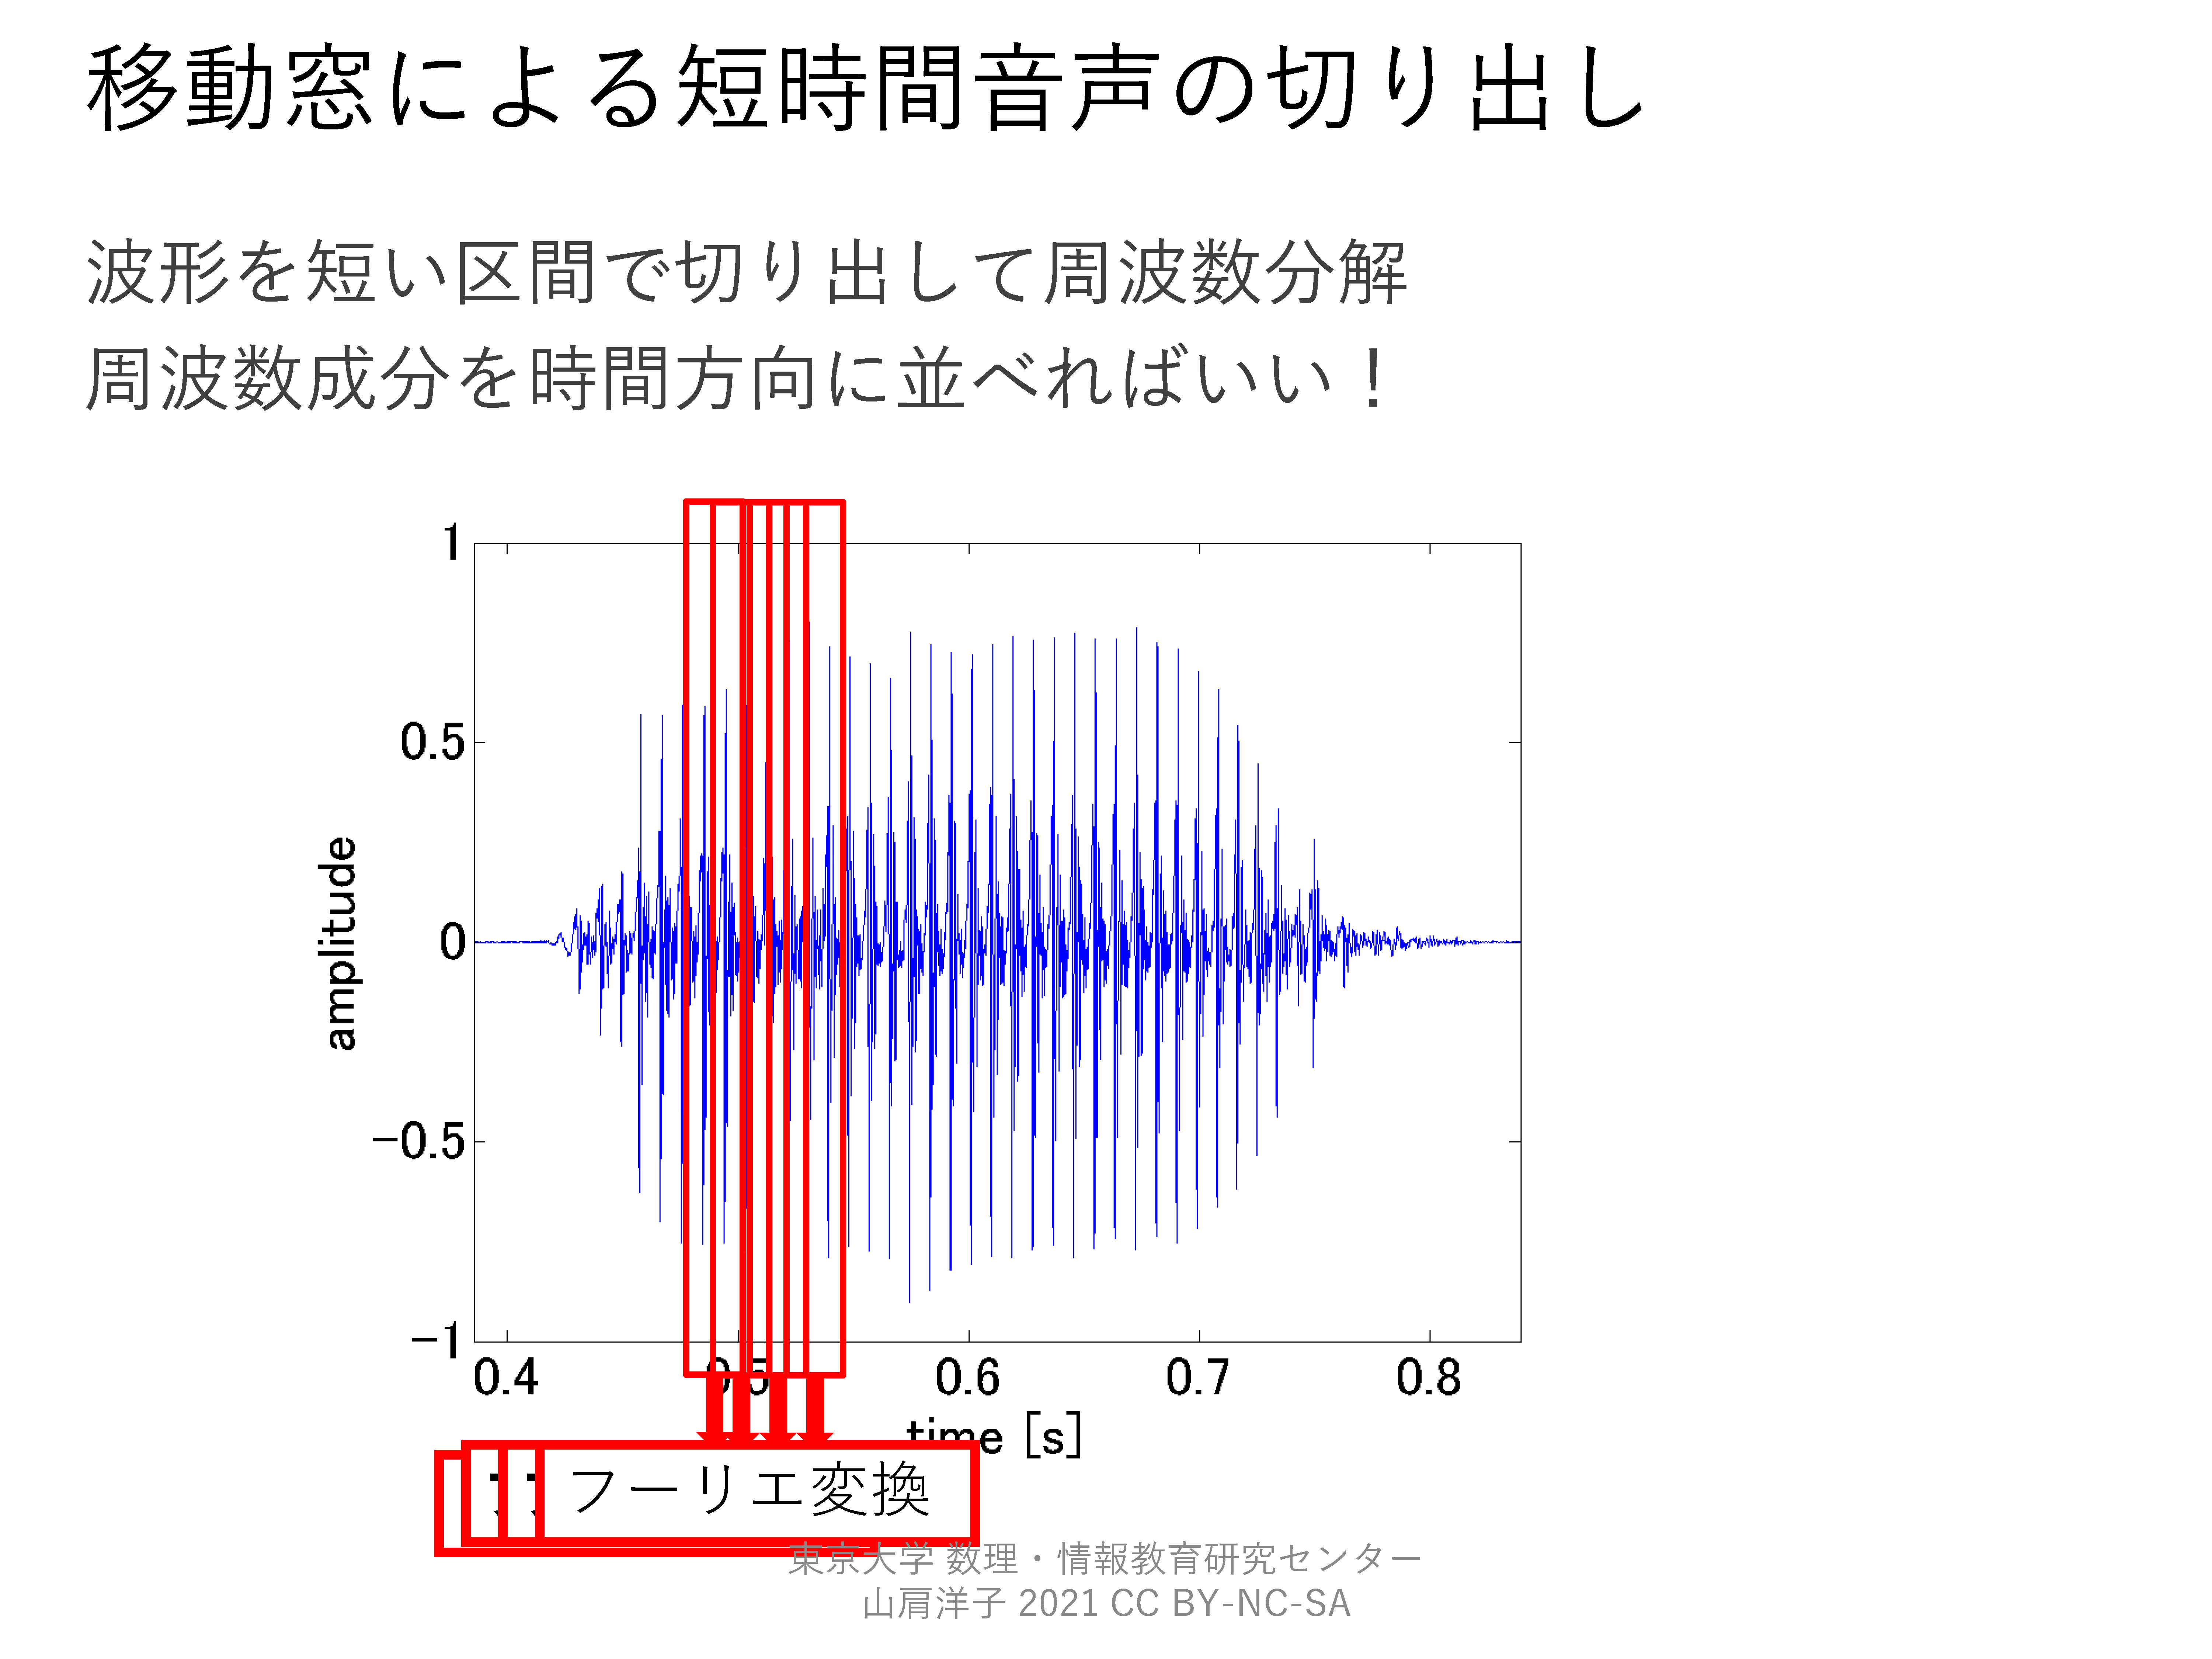 移動窓による短時間音声の切り出し
波形を短い区間で切り出して周波数分解
周波数成分を時間方向に並べればいい！
1
0.5
0
-0.5
-1
amplitude
0.4
0.6
0.7
0.8
time [s]
フーリエ変換
東京大学 数理・情報教育研究センター
山肩洋子 2021 CC BY-NC-SA